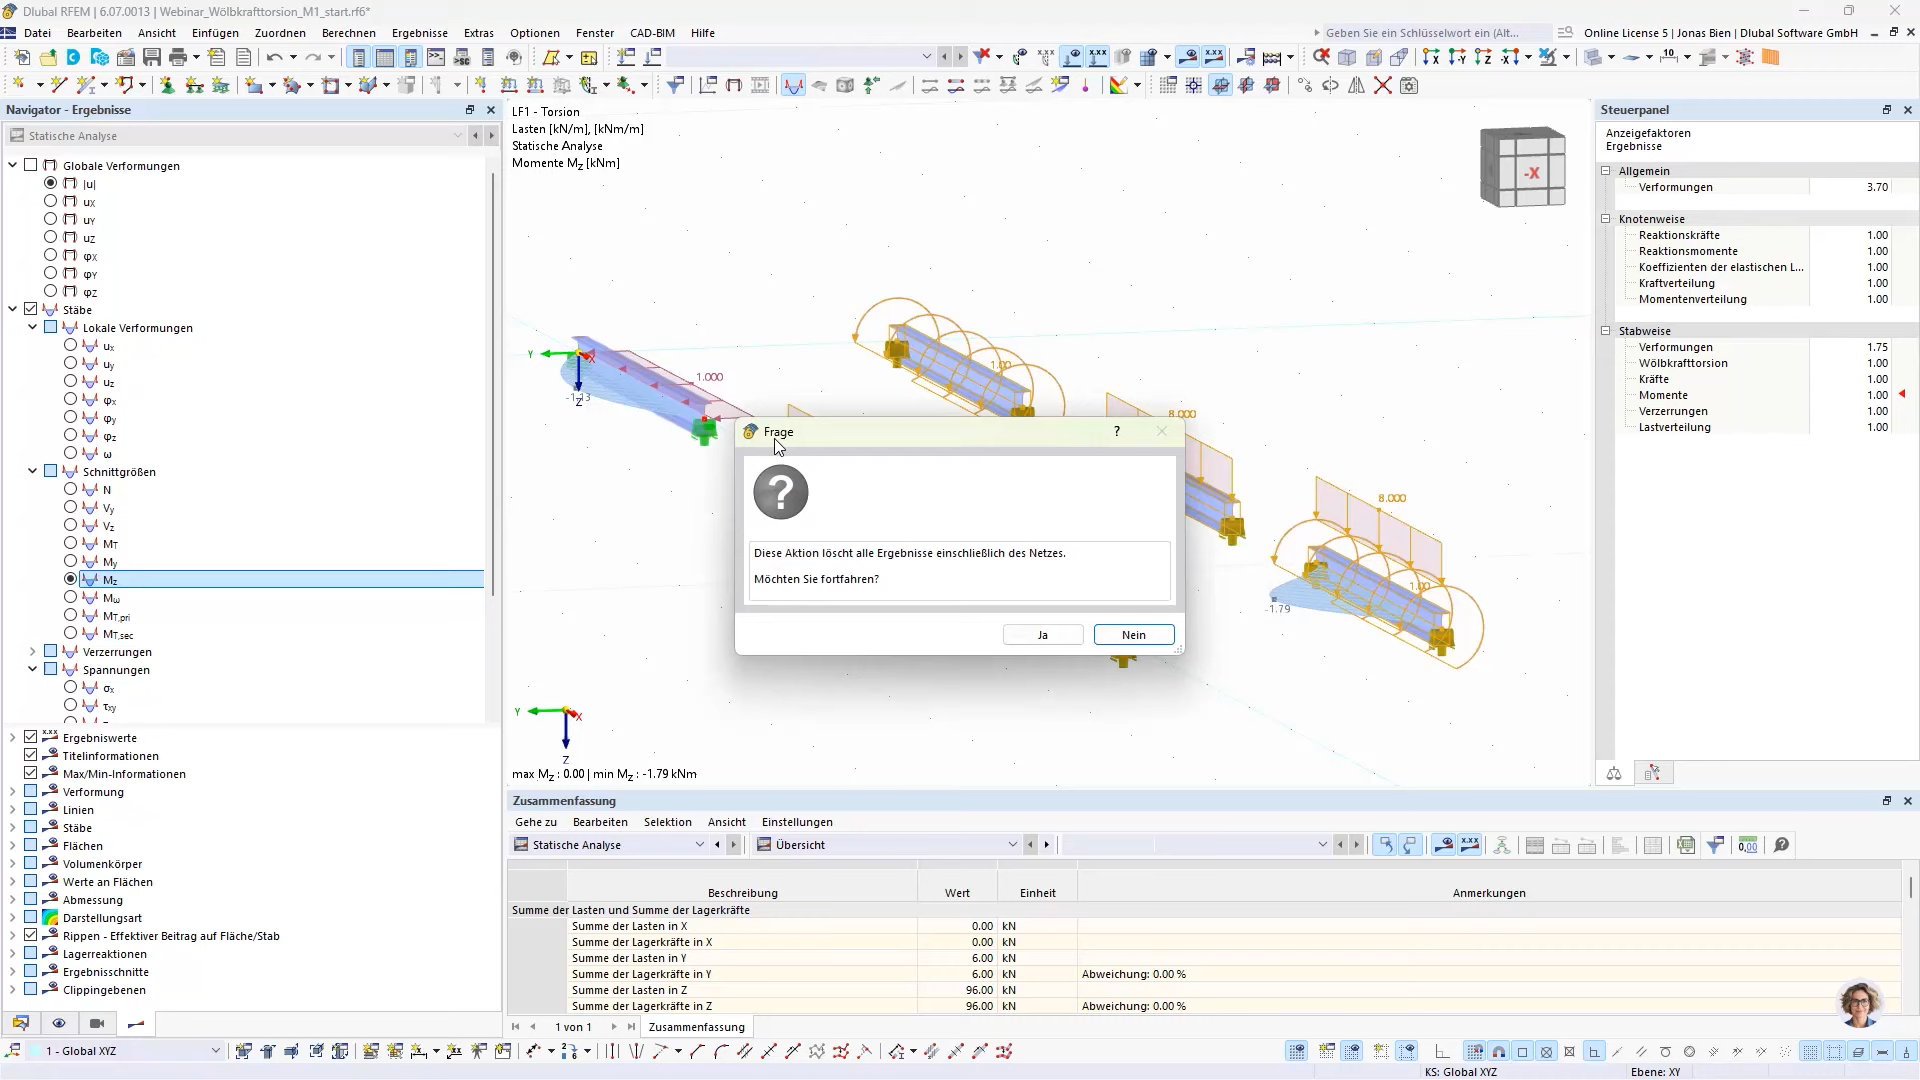 Dlubal RFEM | 6.07.0013 | Webinar_Wölbkrafttorsion_M1_start.rf6*
Datei Bearbeiten Ansicht Einfügen Zuordnen Berechnen Ergebnisse Extras Optionen Fenster CAD-BIM Hilfe
Geben Sie ein Schlüsselwort ein (Alt...
Online License 5 | Jonas Bien | Dlubal Software GmbH
Navigator - Ergebnisse
Statische Analyse
Globale Verformungen
|u|
uX
uY
uZ
φX
φY
φZ
Stäbe
Lokale Verformungen
ux
uy
uz
φx
φy
φz
ω
Schnittgrößen
N
Vy
Vz
MT
My
Mz
Mω
MT,pri
MT,sec
Verzerrungen
Spannungen
σx
τxy
Ergebniswerte
Titelinformationen
Max/Min-Informationen
Verformung
Linien
Stäbe
Flächen
Volumenkörper
Werte an Flächen
Abmessung
Darstellungsart
Rippen - Effektiver Beitrag auf Fläche/Stab
Lagerreaktionen
Ergebnisschnitte
Clippingebenen
1 - Global XYZ
LF1 - Torsion
Lasten [kN/m], [kNm/m]
Statische Analyse
Momente Mz [kNm]
-X
Y
X
Z
1.000
1.00
8.000
8.000
1.00
-1.79
Frage
?
Diese Aktion löscht alle Ergebnisse einschließlich des Netzes.
Möchten Sie fortfahren?
Ja Nein
Y
X
Z
max Mz : 0.00 | min Mz : -1.79 kNm
Steuerpanel
Anzeigefaktoren
Ergebnisse
Allgemein
Verformungen 3.70
Knotenweise
Reaktionskräfte 1.00
Reaktionsmomente 1.00
Koeffizienten der elastischen L... 1.00
Kraftverteilung 1.00
Momentenverteilung 1.00
Stabweise
Verformungen 1.75
Wölbkrafttorsion 1.00
Kräfte 1.00
Momente 1.00
Verzerrungen 1.00
Lastverteilung 1.00
Zusammenfassung
Gehe zu Bearbeiten Selektion Ansicht Einstellungen
Statische Analyse Übersicht
Beschreibung Wert Einheit Anmerkungen
Summe der Lasten und Summe der Lagerkräfte
Summe der Lasten in X 0.00 kN
Summe der Lagerkräfte in X 0.00 kN
Summe der Lasten in Y 6.00 kN
Summe der Lagerkräfte in Y 6.00 kN Abweichung: 0.00 %
Summe der Lasten in Z 96.00 kN
Summe der Lagerkräfte in Z 96.00 kN Abweichung: 0.00 %
1 von 1 Zusammenfassung
KS: Global XYZ Ebene: XY